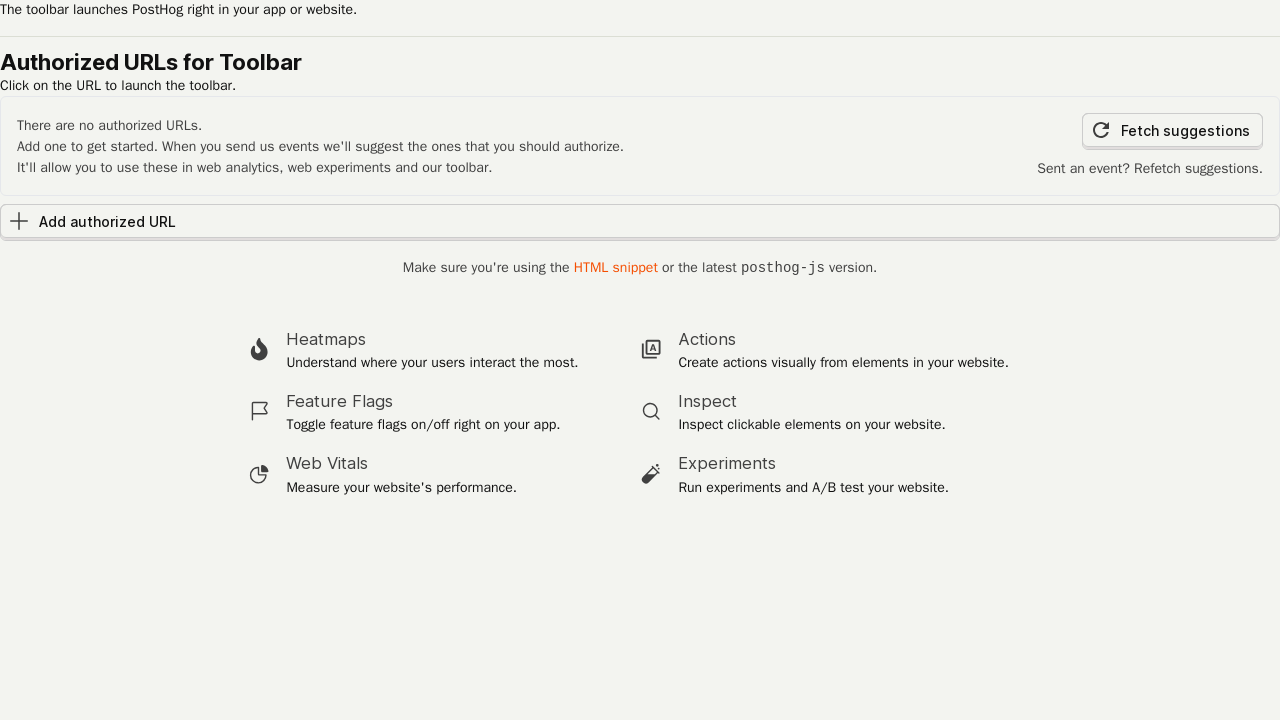 The toolbar launches PostHog right in your app or website.
Authorized URLs for Toolbar
Click on the URL to launch the toolbar.
There are no authorized URLs.
Add one to get started. When you send us events we'll suggest the ones that you should authorize.
It'll allow you to use these in web analytics, web experiments and our toolbar.
Fetch suggestions
Sent an event? Refetch suggestions.
Add authorized URL
Make sure you're using the HTML snippet or the latest posthog-js version.
Heatmaps
Understand where your users interact the most.
Actions
Create actions visually from elements in your website.
Feature Flags
Toggle feature flags on/off right on your app.
Inspect
Inspect clickable elements on your website.
Web Vitals
Measure your website's performance.
Experiments
Run experiments and A/B test your website.